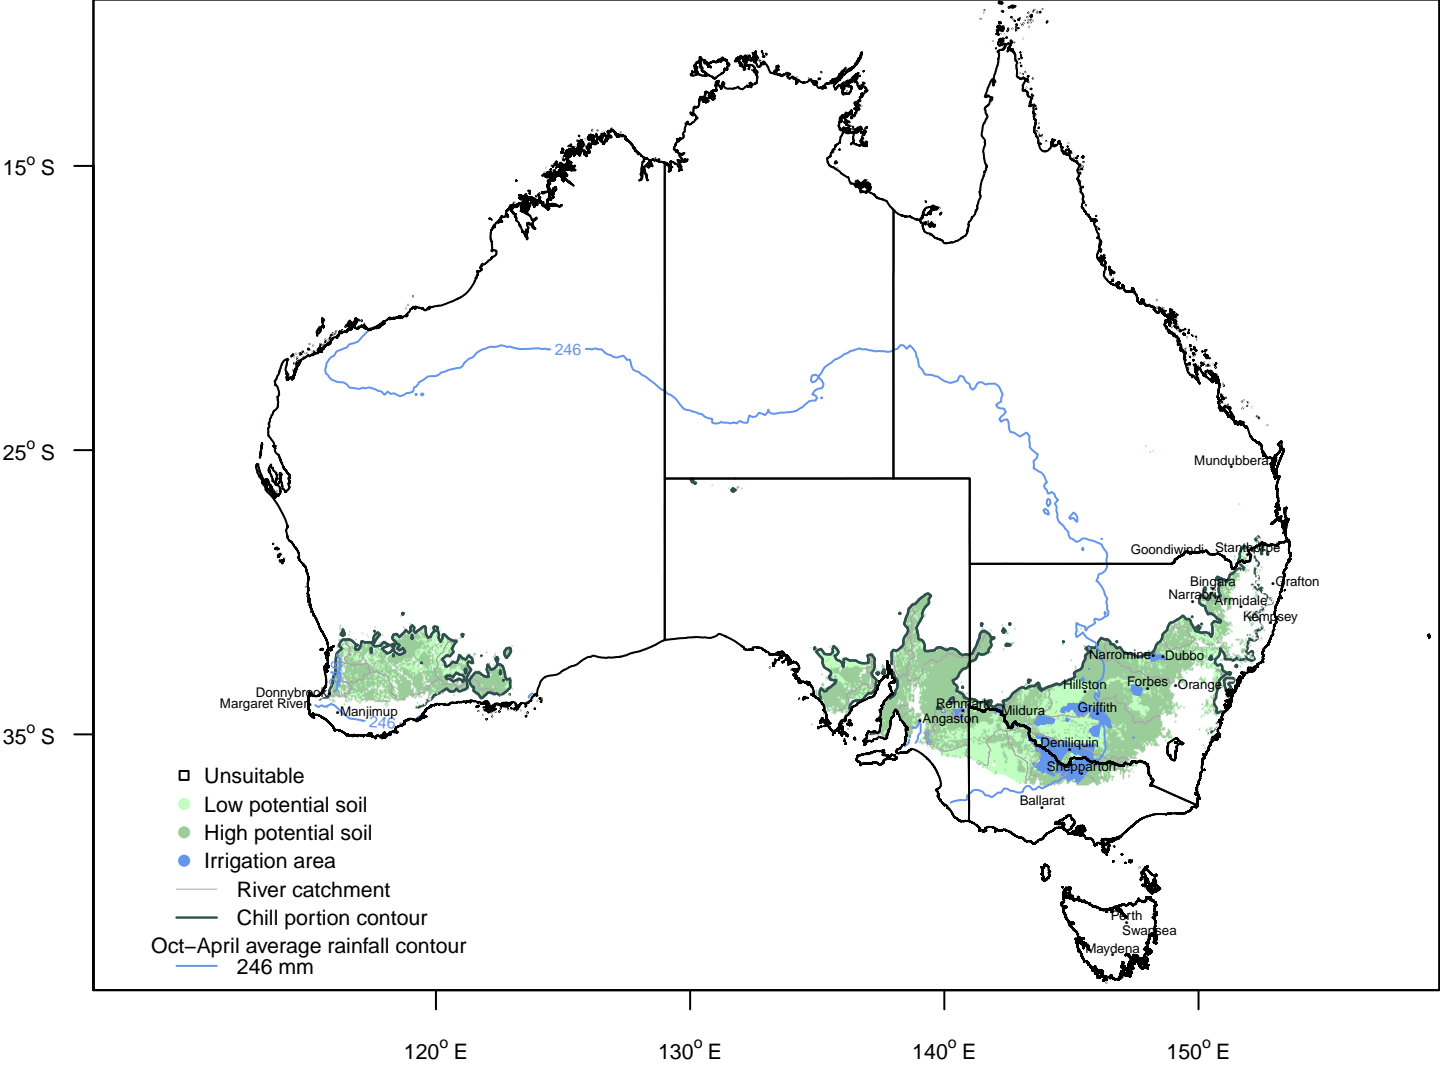 15° S
246
25° S
Mundubbera
Goondiwindi
Stanthorpe
Bingara
Grafton
Narrabri
Armidale
Kempsey
Narromine
Dubbo
Hillston
Forbes
Orange
Donnybrook
Margaret River
Manjimup
246
Renmark
Mildura
Griffith
Angaston
35° S
Deniliquin
Shepparton
Ballarat
Unsuitable
Low potential soil
High potential soil
Irrigation area
River catchment
Chill portion contour
Oct−April average rainfall contour
246 mm
Perth
Swansea
Maydena
120° E
130° E
140° E
150° E